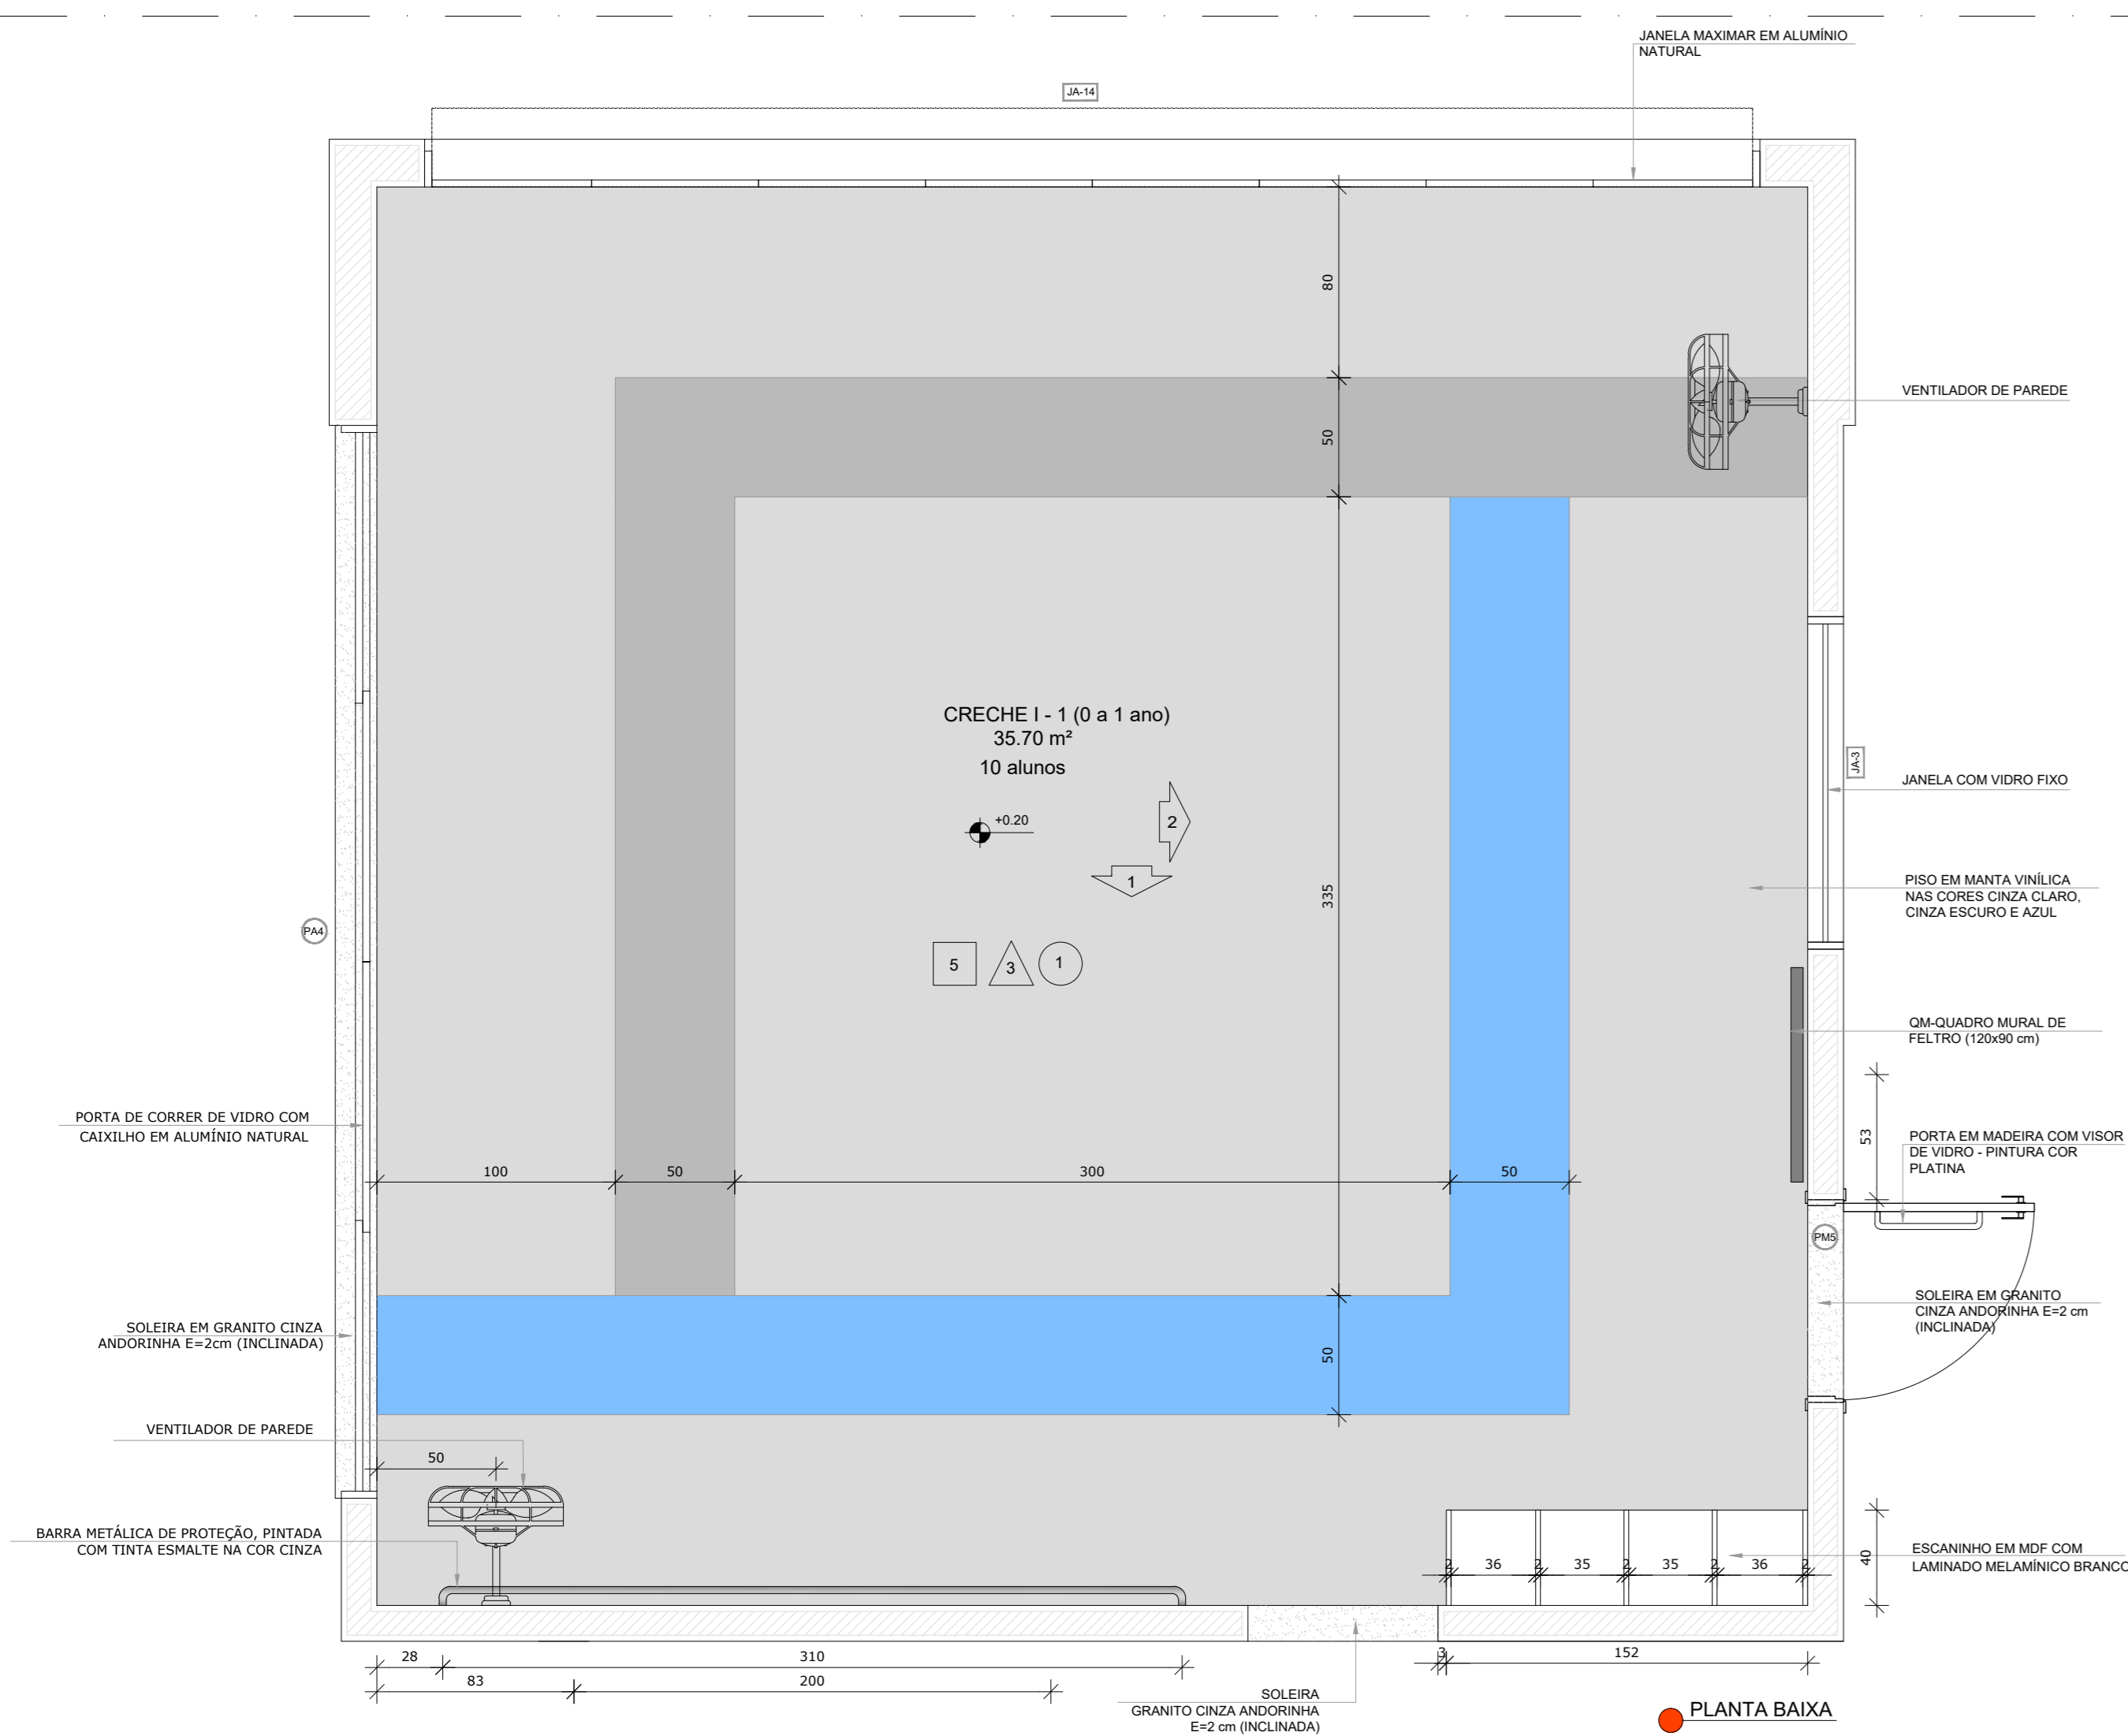 JANELA MAXIMAR EM ALUMÍNIO
NATURAL
JA-14
80
VENTILADOR DE PAREDE
50
CRECHE I - 1 (0 a 1 ano)
35.70 m²
10 alunos
+0.20
2
1
JA-3
JANELA COM VIDRO FIXO
335
PISO EM MANTA VINÍLICA
NAS CORES CINZA CLARO,
CINZA ESCURO E AZUL
PA4
5
3
1
QM-QUADRO MURAL DE
FELTRO (120x90 cm)
PORTA DE CORRER DE VIDRO COM
CAIXILHO EM ALUMÍNIO NATURAL
53
PORTA EM MADEIRA COM VISOR
DE VIDRO - PINTURA COR
PLATINA
100
50
300
50
PM5
SOLEIRA EM GRANITO CINZA
ANDORINHA E=2cm (INCLINADA)
50
SOLEIRA EM GRANITO
CINZA ANDORINHA E=2 cm
(INCLINADA)
VENTILADOR DE PAREDE
50
BARRA METÁLICA DE PROTEÇÃO, PINTADA
COM TINTA ESMALTE NA COR CINZA
2
36
2
35
2
35
2
36
2
40
ESCANINHO EM MDF COM
LAMINADO MELAMÍNICO BRANCO
28
310
3
152
83
200
SOLEIRA
GRANITO CINZA ANDORINHA
E=2 cm (INCLINADA)
PLANTA BAIXA